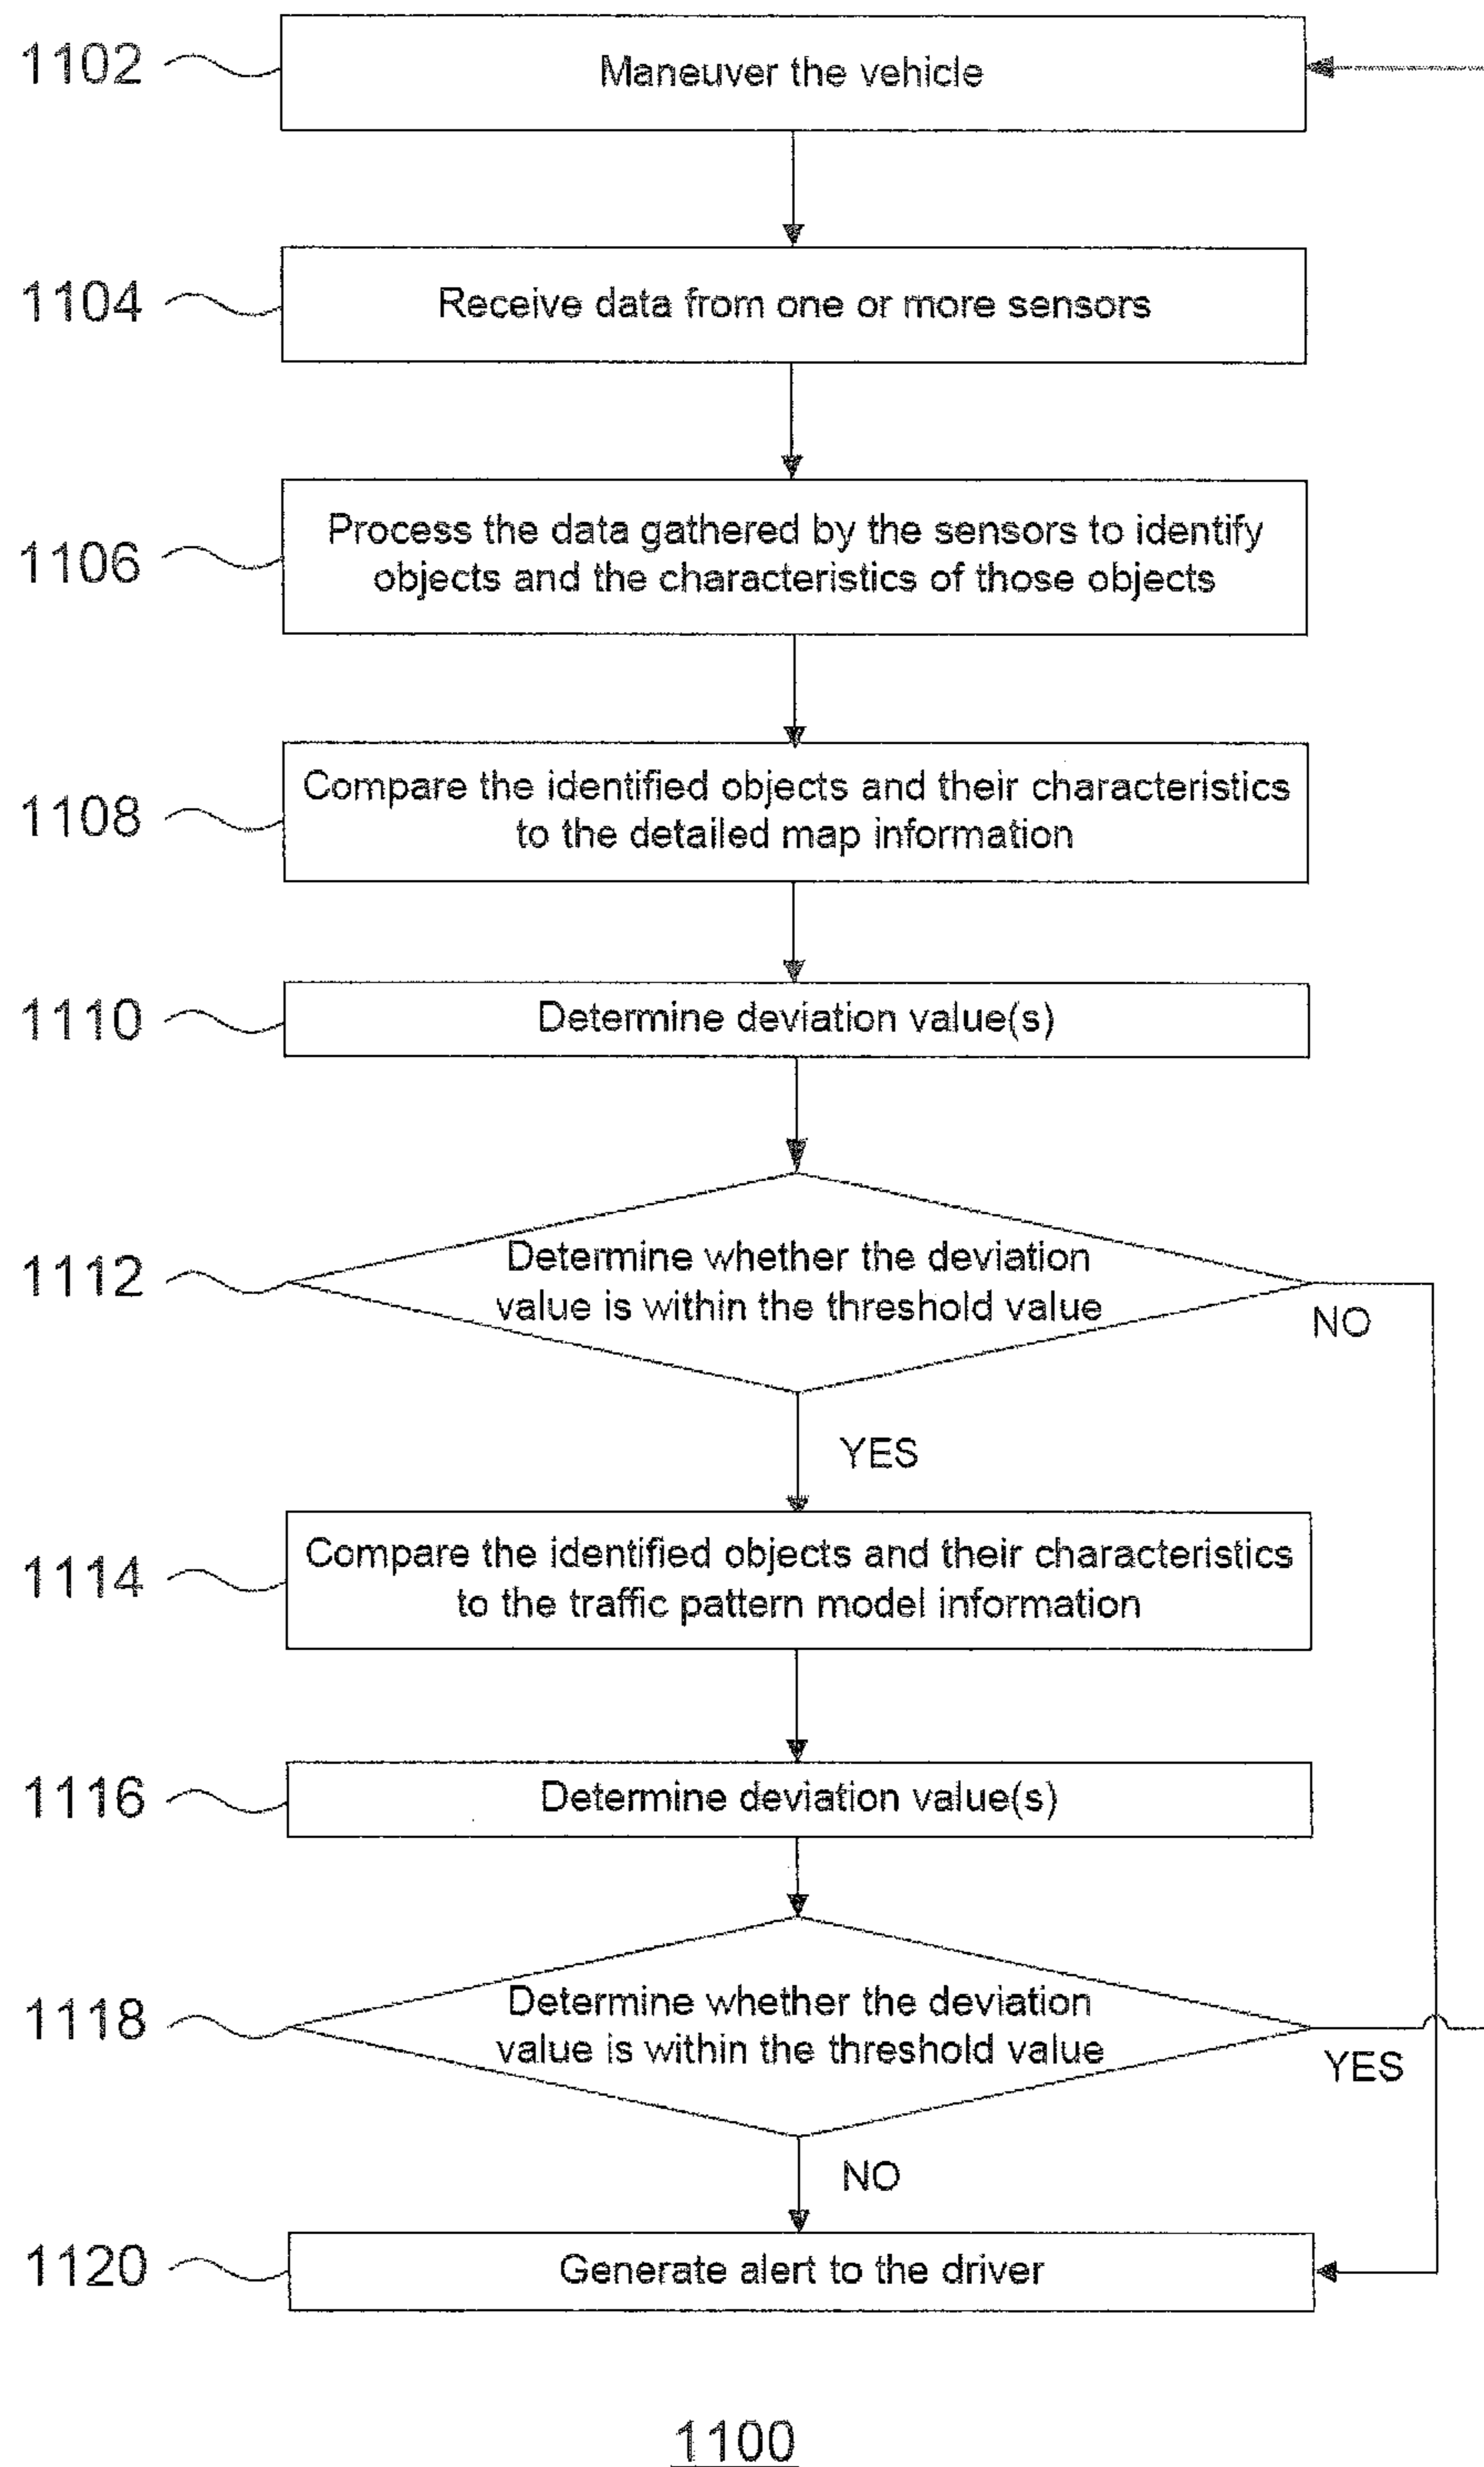 1102
Maneuver the vehicle
1104
Receive data from one or more sensors
1106
Process the data gathered by the sensors to identify
objects and the characteristics of those objects
1108
Compare the identified objects and their characteristics
to the detailed map information
1110
Determine deviation value(s)
1112
Determine whether the deviation
value is within the threshold value
NO
YES
1114
Compare the identified objects and their characteristics
to the traffic pattern model information
1116
Determine deviation value(s)
1118
Determine whether the deviation
value is within the threshold value
YES
NO
1120
Generate alert to the driver
1100